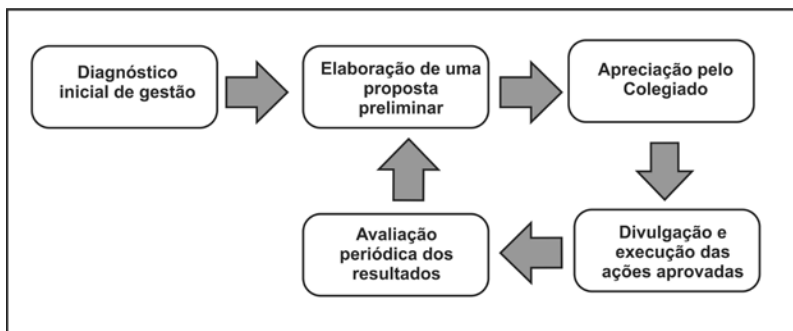 Diagnóstico
inicial de gestão
Elaboração de uma
proposta
preliminar
Apreciação pelo
Colegiado
Divulgação e
execução das
ações aprovadas
Avaliação
periódica dos
resultados